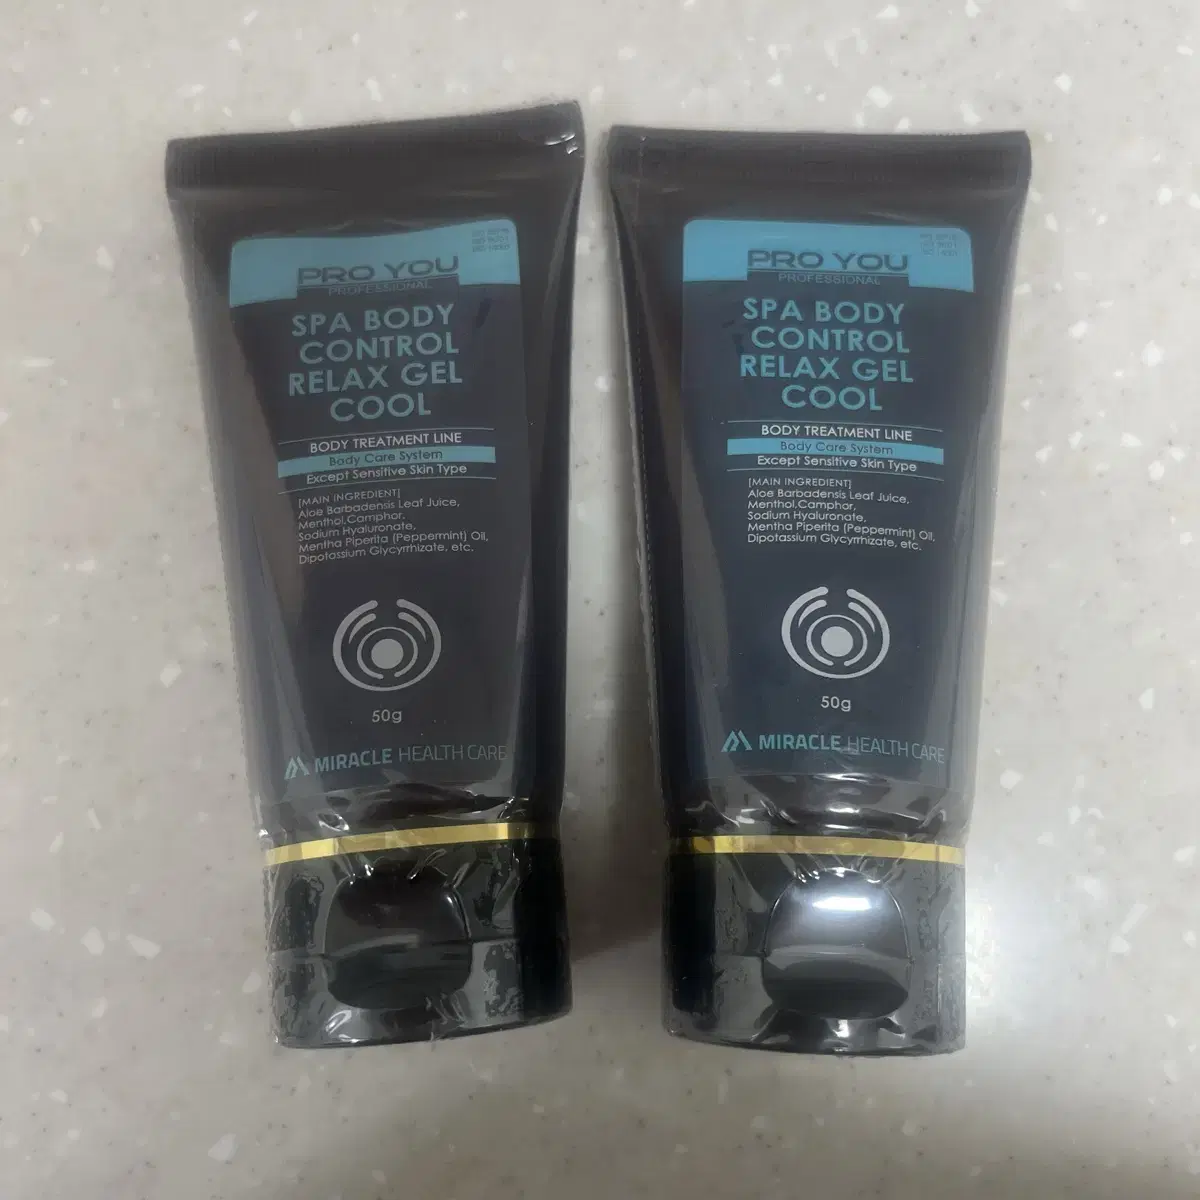 PRO YOU
PROFESSIONAL
SPA BODY
CONTROL
RELAX GEL
COOL
BODY TREATMENT LINE
Body Care System
Except Sensitive Skin Type
[MAIN INGREDIENT]
Aloe Barbadensis Leaf Juice,
Menthol,Camphor,
Sodium Hyaluronate,
Mentha Piperita (Peppermint) Oil,
Dipotassium Glycyrrhizate, etc.
50g
MIRACLE HEALTH CARE
PRO YOU
PROFESSIONAL
SPA BODY
CONTROL
RELAX GEL
COOL
BODY TREATMENT LINE
Body Care System
Except Sensitive Skin Type
[MAIN INGREDIENT]
Aloe Barbadensis Leaf Juice,
Menthol,Camphor,
Sodium Hyaluronate,
Mentha Piperita (Peppermint) Oil,
Dipotassium Glycyrrhizate, etc.
50g
MIRACLE HEALTH CARE